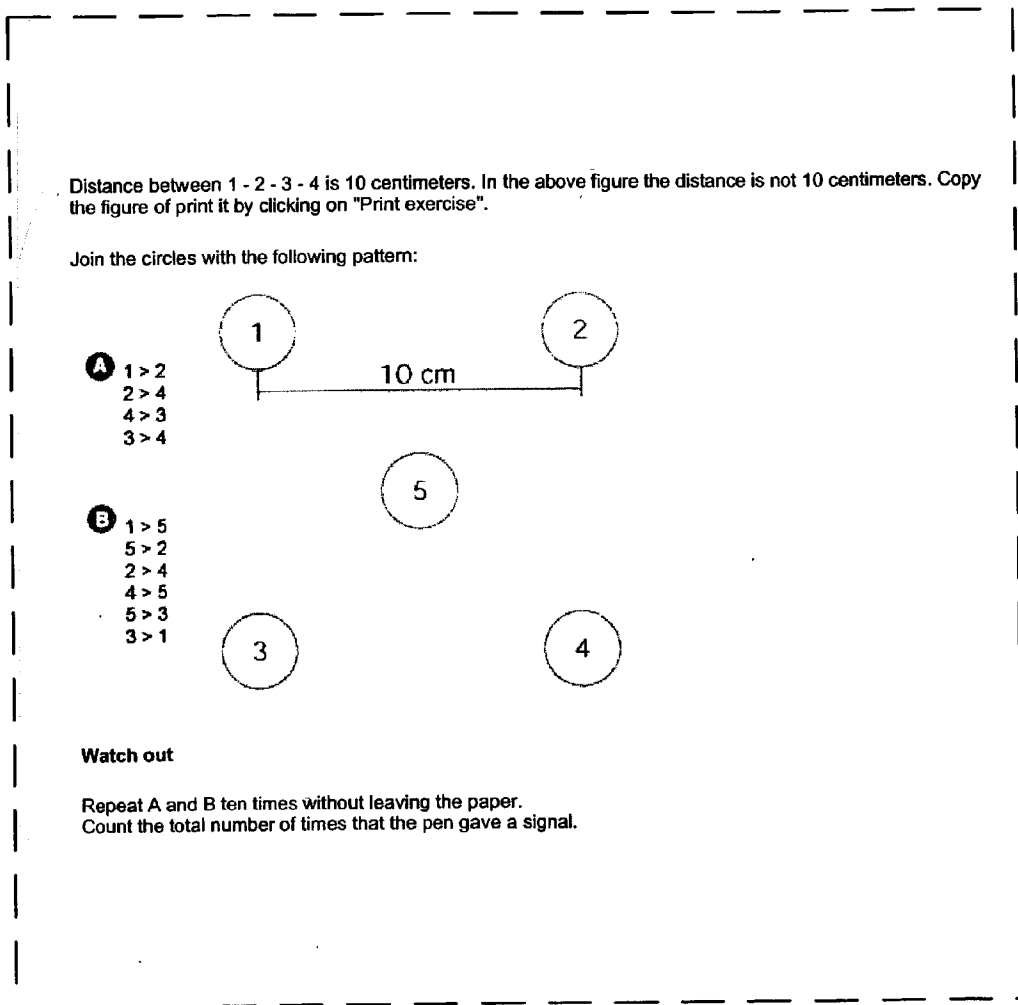 Distance between 1 - 2 - 3 - 4 is 10 centimeters. In the above figure the distance is not 10 centimeters. Copy
the figure of print it by clicking on "Print exercise".
Join the circles with the following pattern:
1
2
10 cm
A
1 > 2
2 > 4
4 > 3
3 > 4
5
B
1 > 5
5 > 2
2 > 4
4 > 5
5 > 3
3 > 1
3
4
Watch out
Repeat A and B ten times without leaving the paper.
Count the total number of times that the pen gave a signal.